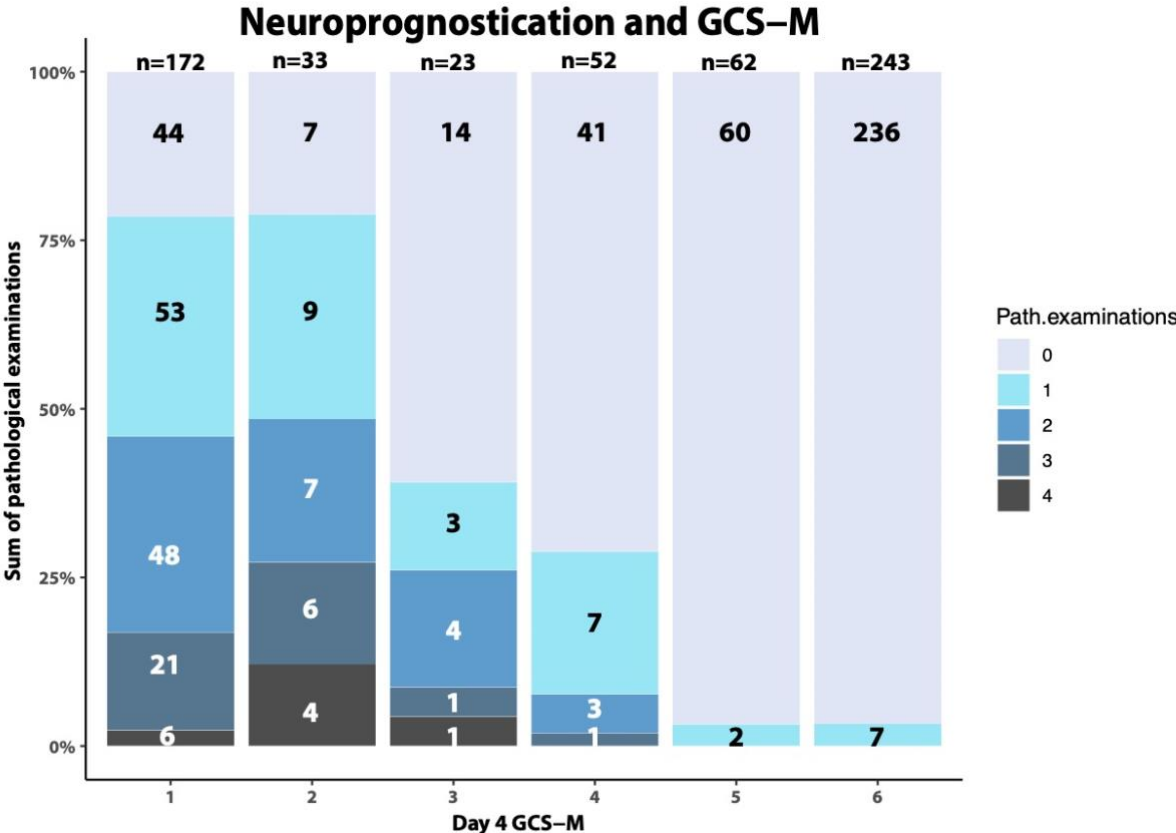 Neuroprognostication and GCS−M
n=172 n=33 n=23 n=52 n=62 n=243
100%
44 7 14 41 60 236
75%
53 9
50%
7
3
48
25%
6 4 7
21
1 3
4
6 1 1 2 7
0%
1 2 3 4 5 6
Day 4 GCS−M
Sum of pathological examinations
Path.examinations
0
1
2
3
4